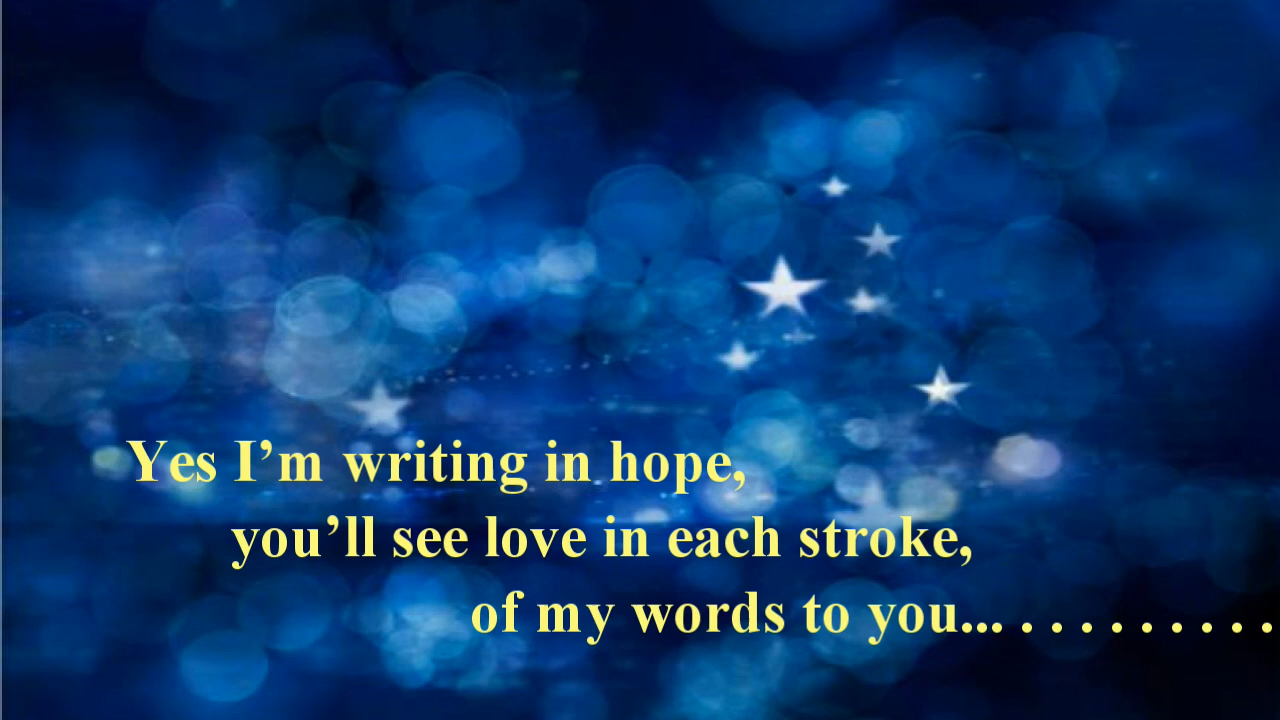 Yes I’m writing in hope,
you’ll see love in each stroke,
of my words to you... . . . . . . . . .